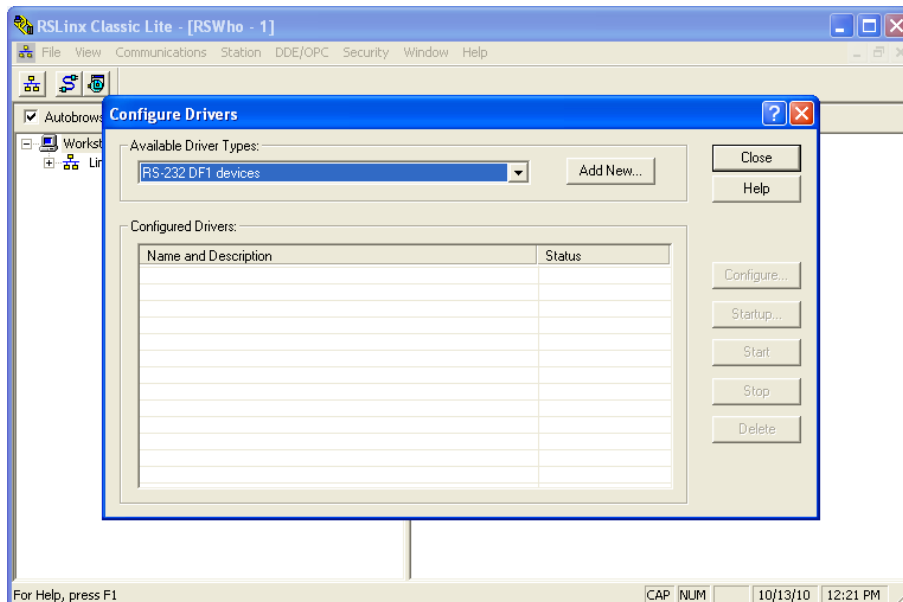 RSLinx Classic Lite - [RSWho - 1]
File View Communications Station DDE/OPC Security Window Help
Autobrows
Workst
Lin
Configure Drivers
Available Driver Types:
RS-232 DF1 devices
Add New...
Close
Help
Configured Drivers:
Name and Description Status
Configure...
Startup...
Start
Stop
Delete
For Help, press F1
CAP NUM 10/13/10 12:21 PM